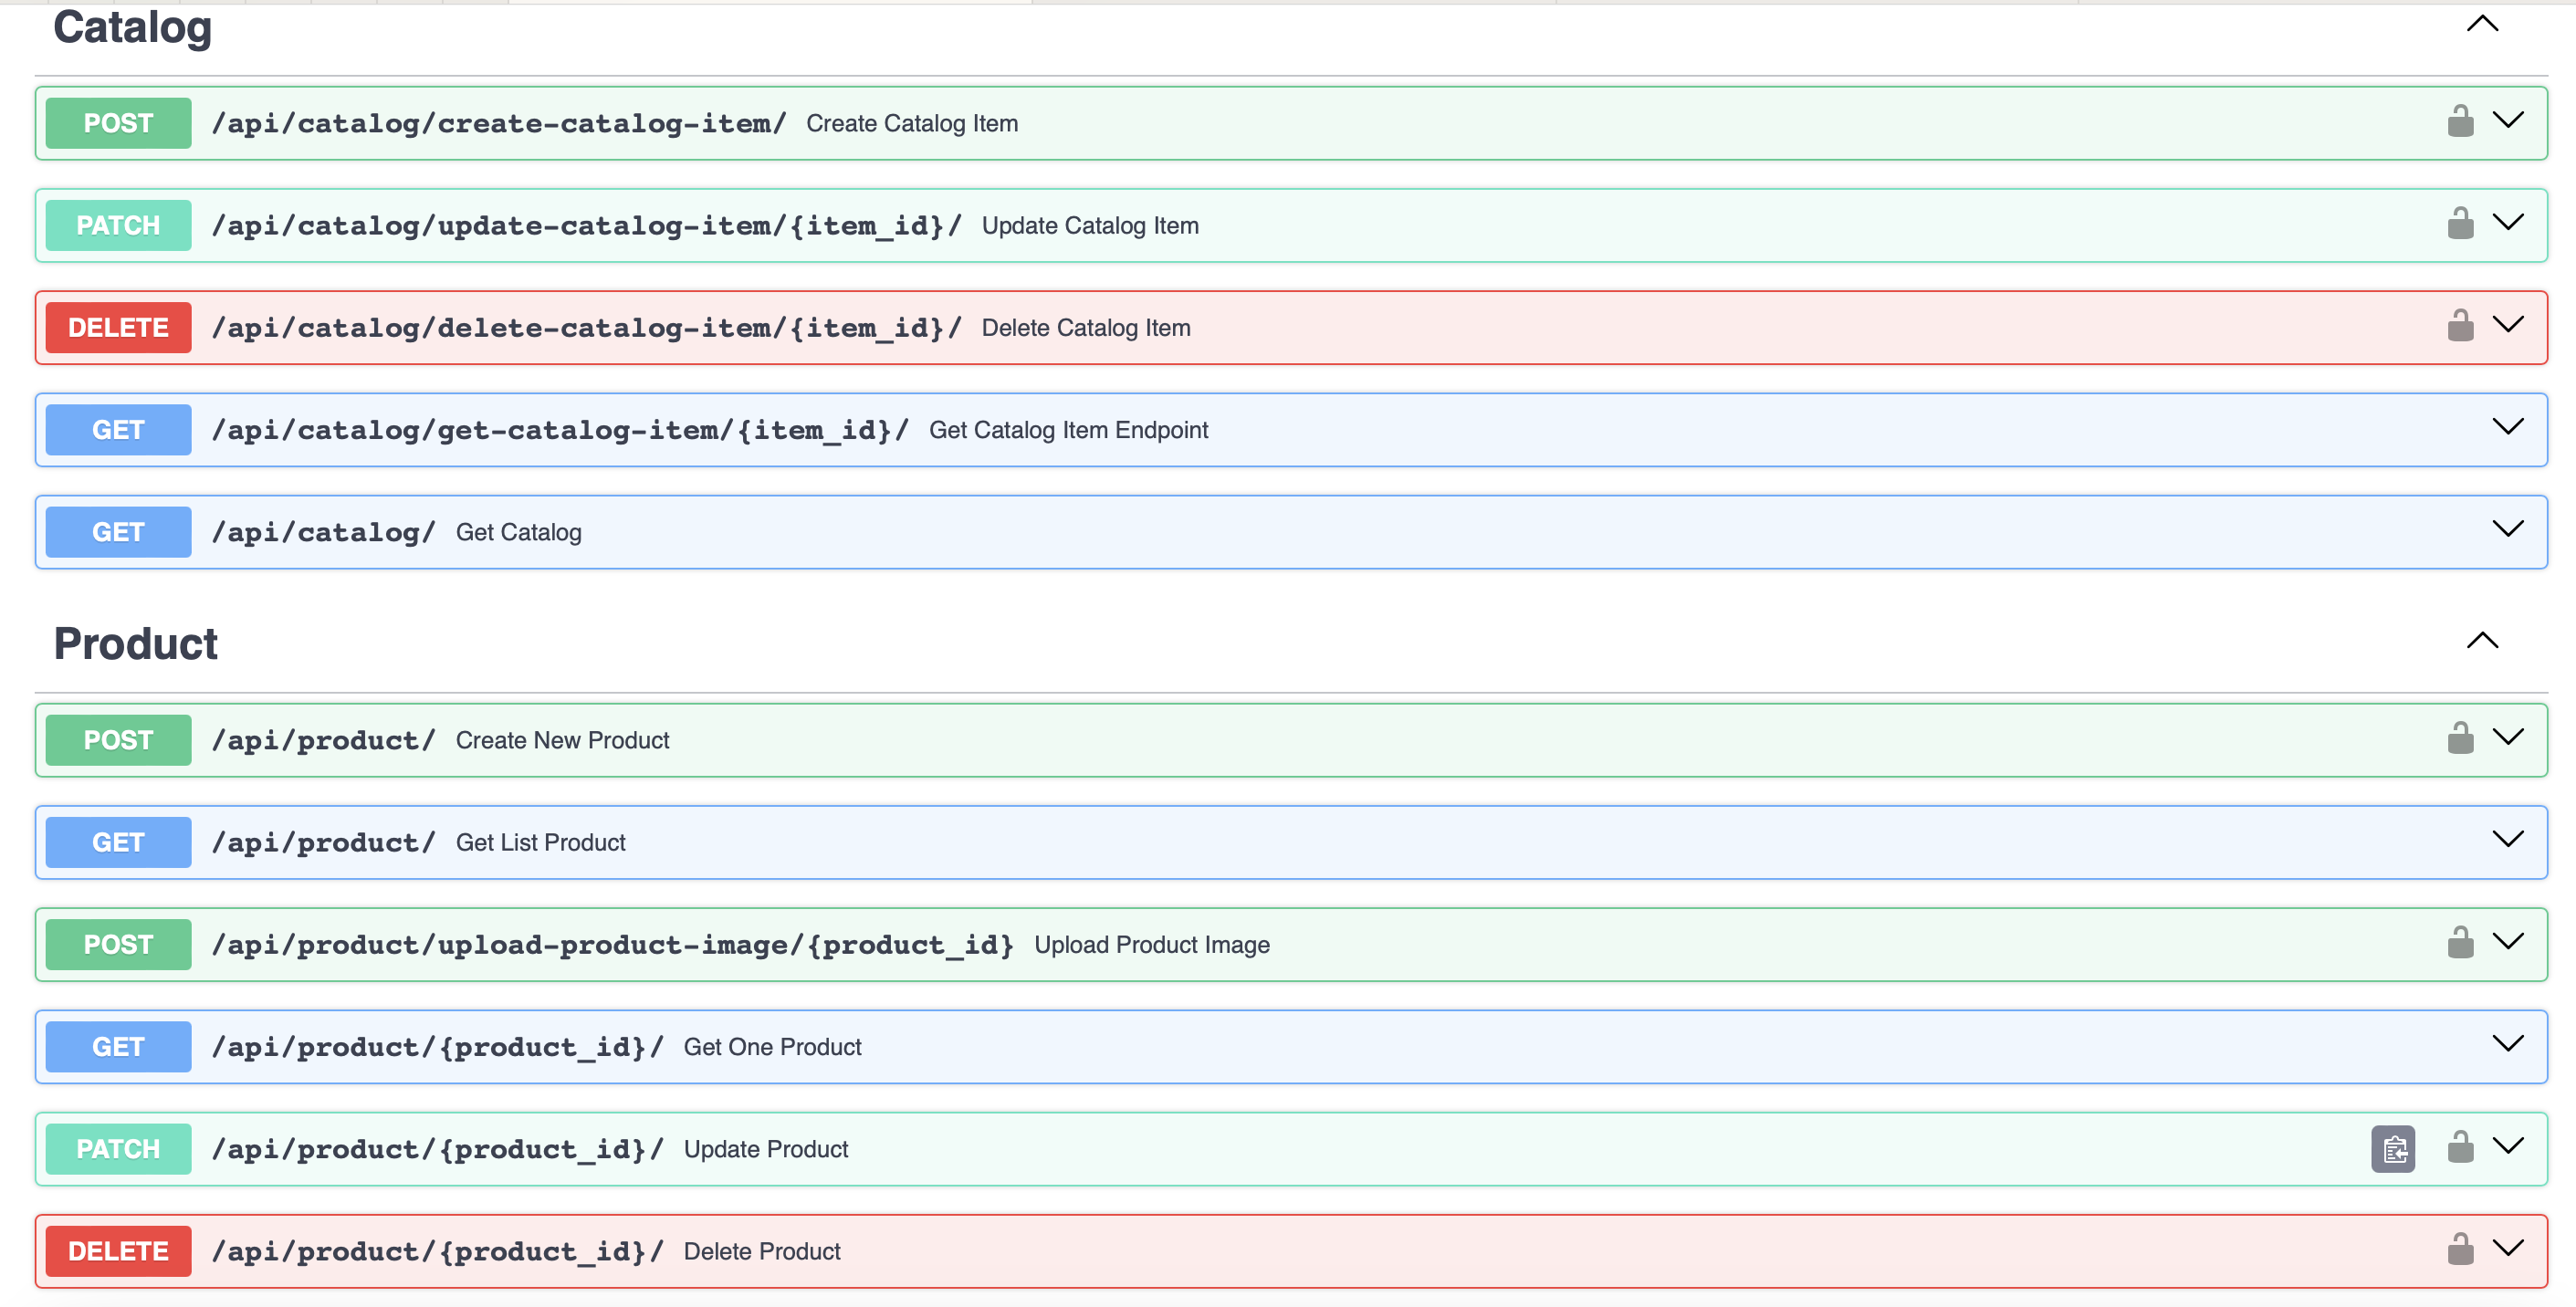 Catalog
POST /api/catalog/create-catalog-item/ Create Catalog Item
PATCH /api/catalog/update-catalog-item/{item_id}/ Update Catalog Item
DELETE /api/catalog/delete-catalog-item/{item_id}/ Delete Catalog Item
GET /api/catalog/get-catalog-item/{item_id}/ Get Catalog Item Endpoint
GET /api/catalog/ Get Catalog
Product
POST /api/product/ Create New Product
GET /api/product/ Get List Product
POST /api/product/upload-product-image/{product_id} Upload Product Image
GET /api/product/{product_id}/ Get One Product
PATCH /api/product/{product_id}/ Update Product
DELETE /api/product/{product_id}/ Delete Product